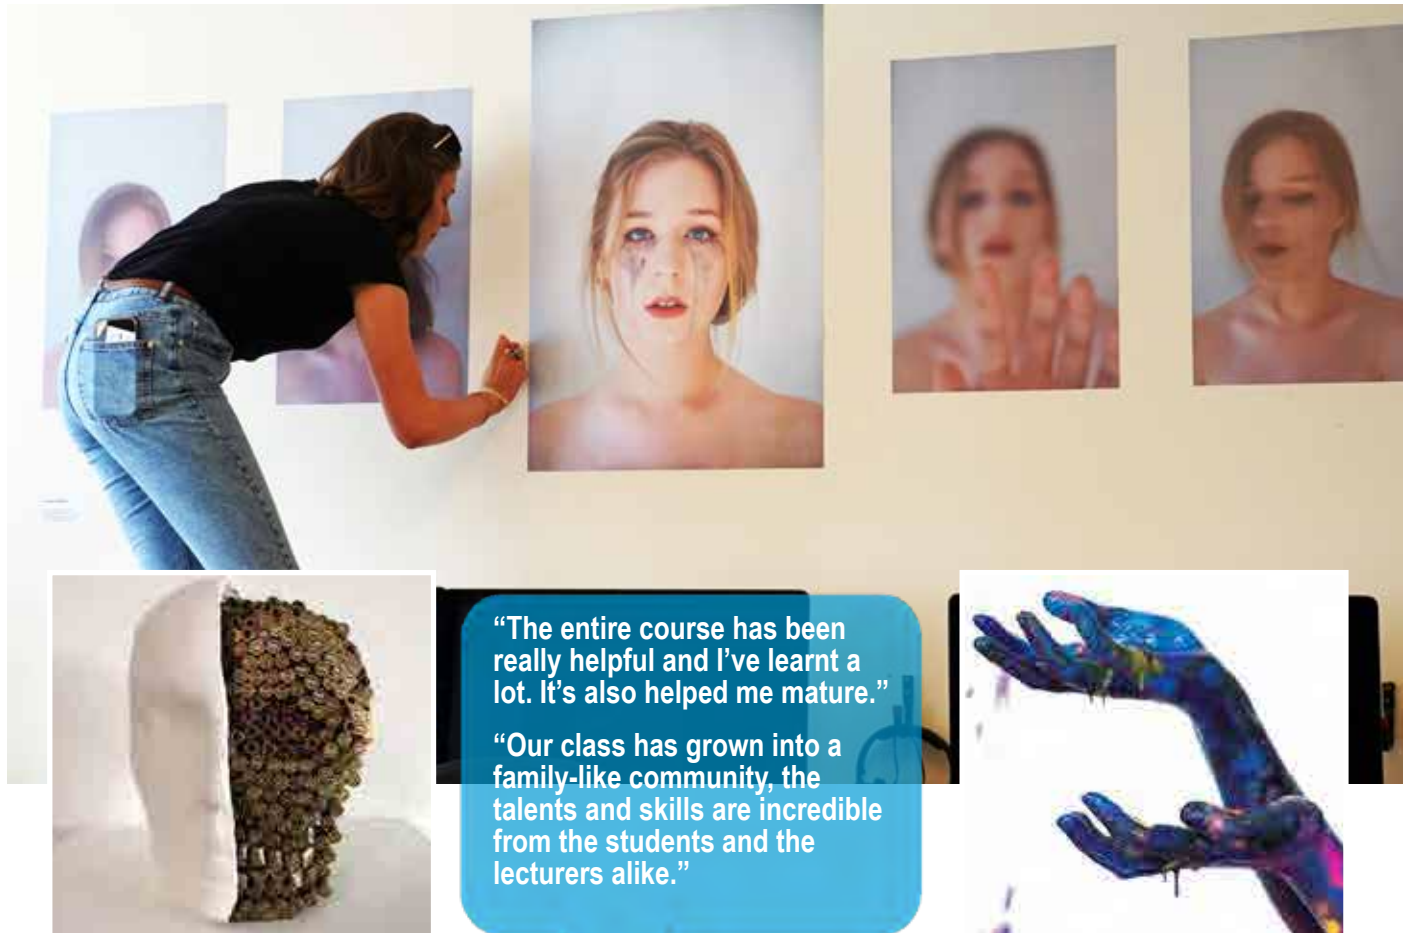 “The entire course has been
really helpful and I’ve learnt a
lot. It’s also helped me mature.”
“Our class has grown into a
family-like community, the
talents and skills are incredible
from the students and the
lecturers alike.”